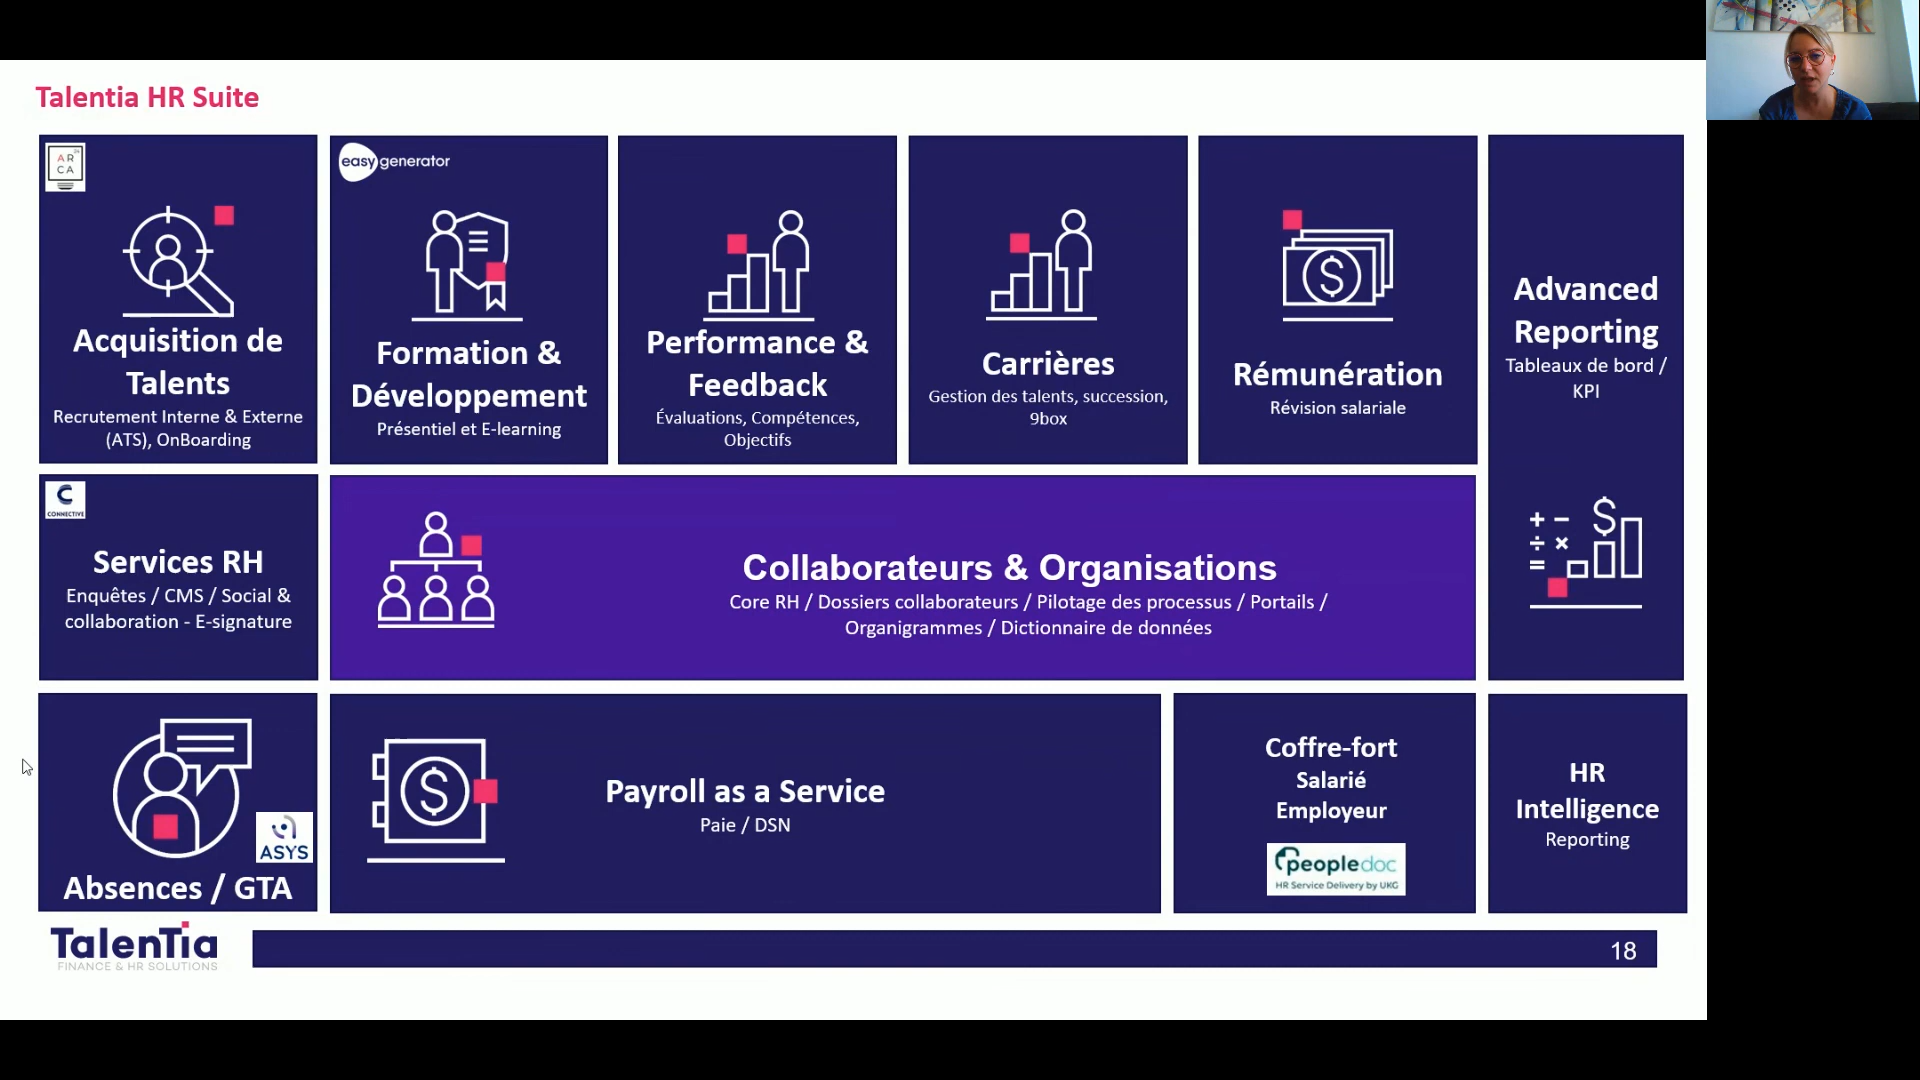 Talentia HR Suite
AR
CA
Acquisition de
Talents
Recrutement Interne & Externe
(ATS), OnBoarding
easygenerator
Formation &
Développement
Présentiel et E-learning
Performance &
Feedback
Évaluations, Compétences,
Objectifs
Carrières
Gestion des talents, succession,
9box
Rémunération
Révision salariale
Advanced
Reporting
Tableaux de bord /
KPI
C
CONNECTIVE
Services RH
Enquêtes / CMS / Social &
collaboration - E-signature
Collaborateurs & Organisations
Core RH / Dossiers collaborateurs / Pilotage des processus / Portails /
Organigrammes / Dictionnaire de données
ASYS
Absences / GTA
Payroll as a Service
Paie / DSN
Coffre-fort
Salarié
Employeur
peopledoc
HR Service Delivery by UKG
HR
Intelligence
Reporting
TalenTia
FINANCE & HR SOLUTIONS
18